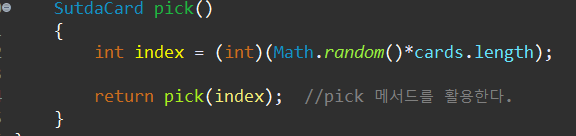 SutdaCard pick()
{
int index = (int)(Math.random()*cards.length);
return pick(index);  //pick 메서드를 활용한다.
}